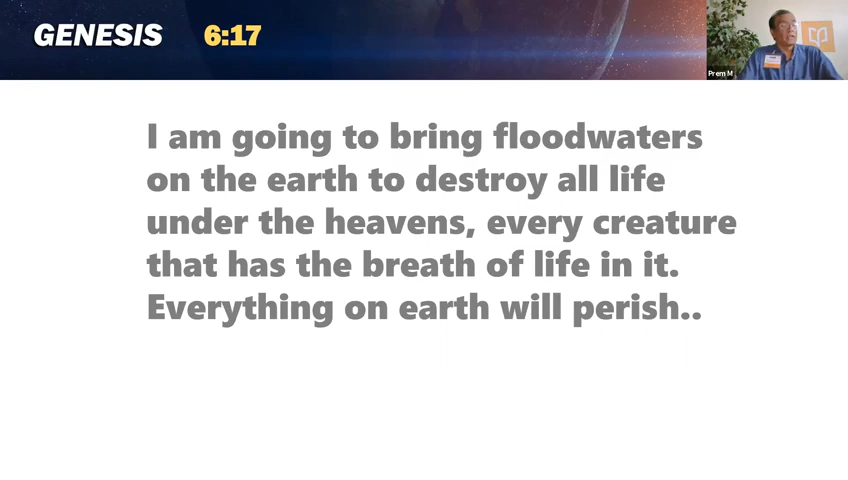 GENESIS 6:17
Prem M
I am going to bring floodwaters
on the earth to destroy all life
under the heavens, every creature
that has the breath of life in it.
Everything on earth will perish..